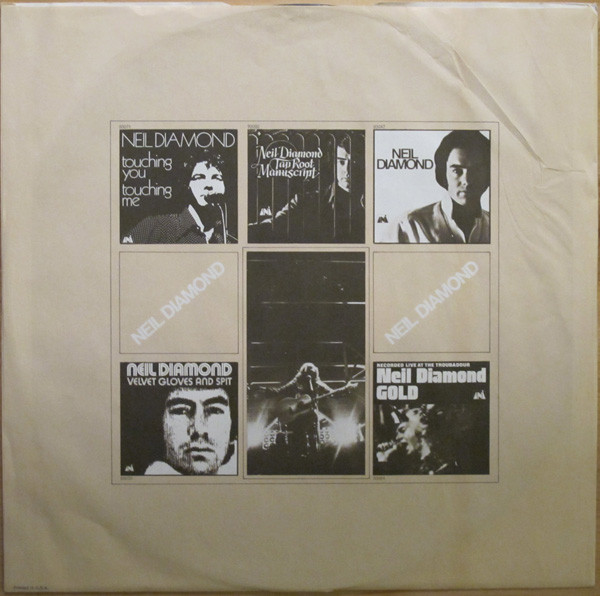 NEIL DIAMOND
touching
you
touching
me
Neil Diamond
Tap Root
Manuscript
NEIL
DIAMOND
NEIL DIAMOND
NEIL DIAMOND
NEIL DIAMOND
VELVET GLOVES AND SPIT
RECORDED LIVE AT THE TROUBADOUR
Neil Diamond
GOLD